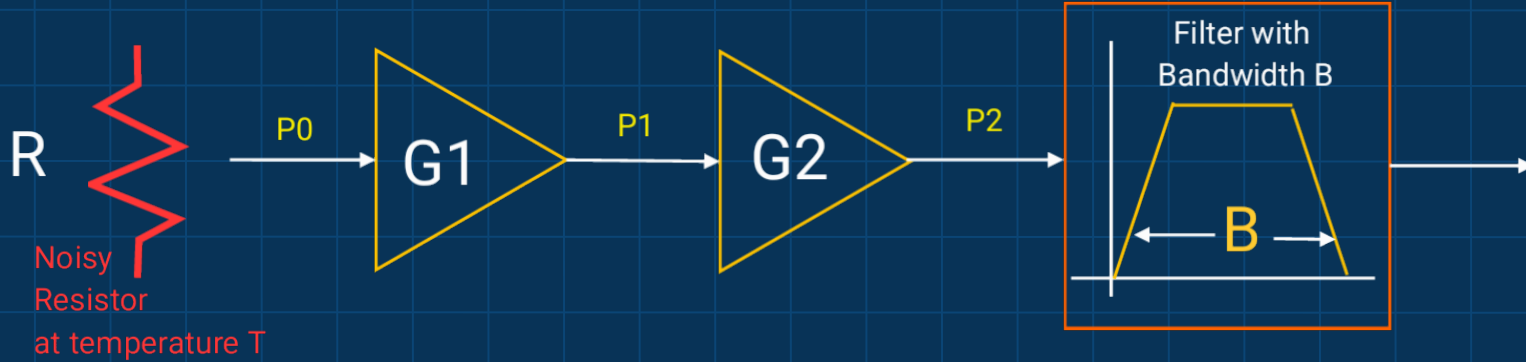 R
Noisy
Resistor
at temperature T
P0
G1
P1
G2
P2
Filter with
Bandwidth B
B